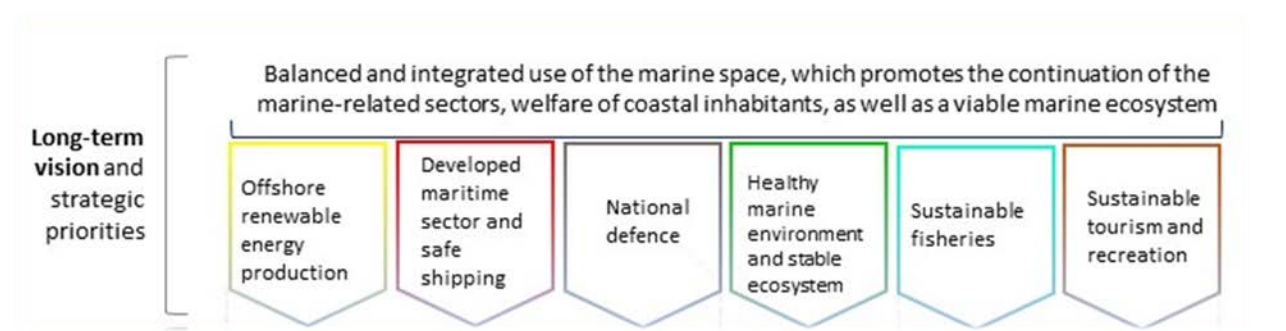 Balanced and integrated use of the marine space, which promotes the continuation of the
marine-related sectors, welfare of coastal inhabitants, as well as a viable marine ecosystem
Long-term
vision and
strategic
priorities
Offshore
renewable
energy
production
Developed
maritime
sector and
safe
shipping
National
defence
Healthy
marine
environment
and stable
ecosystem
Sustainable
fisheries
Sustainable
tourism and
recreation